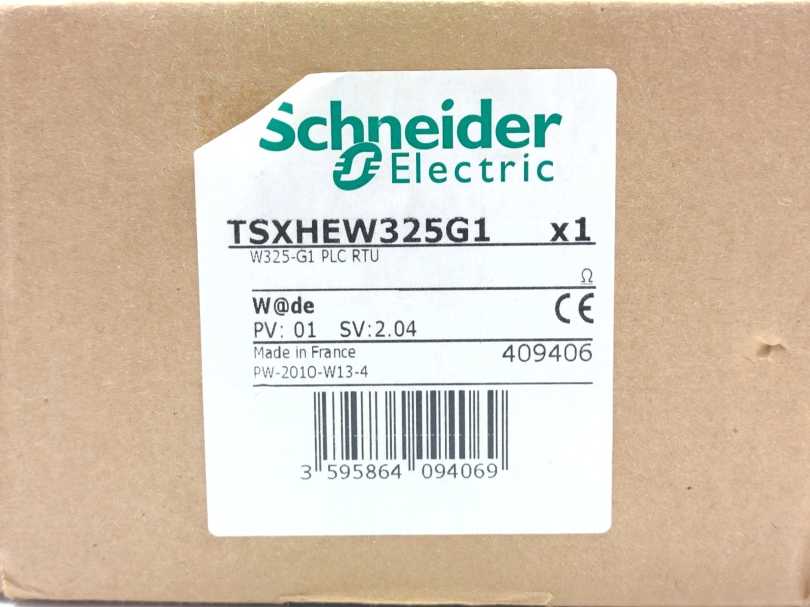 Schneider
Electric
TSXHEW325G1 x1
W325-G1 PLC RTU
Ω
W@de CE
PV: 01 SV:2.04
Made in France 409406
PW-2010-W13-4
3 595864 094069